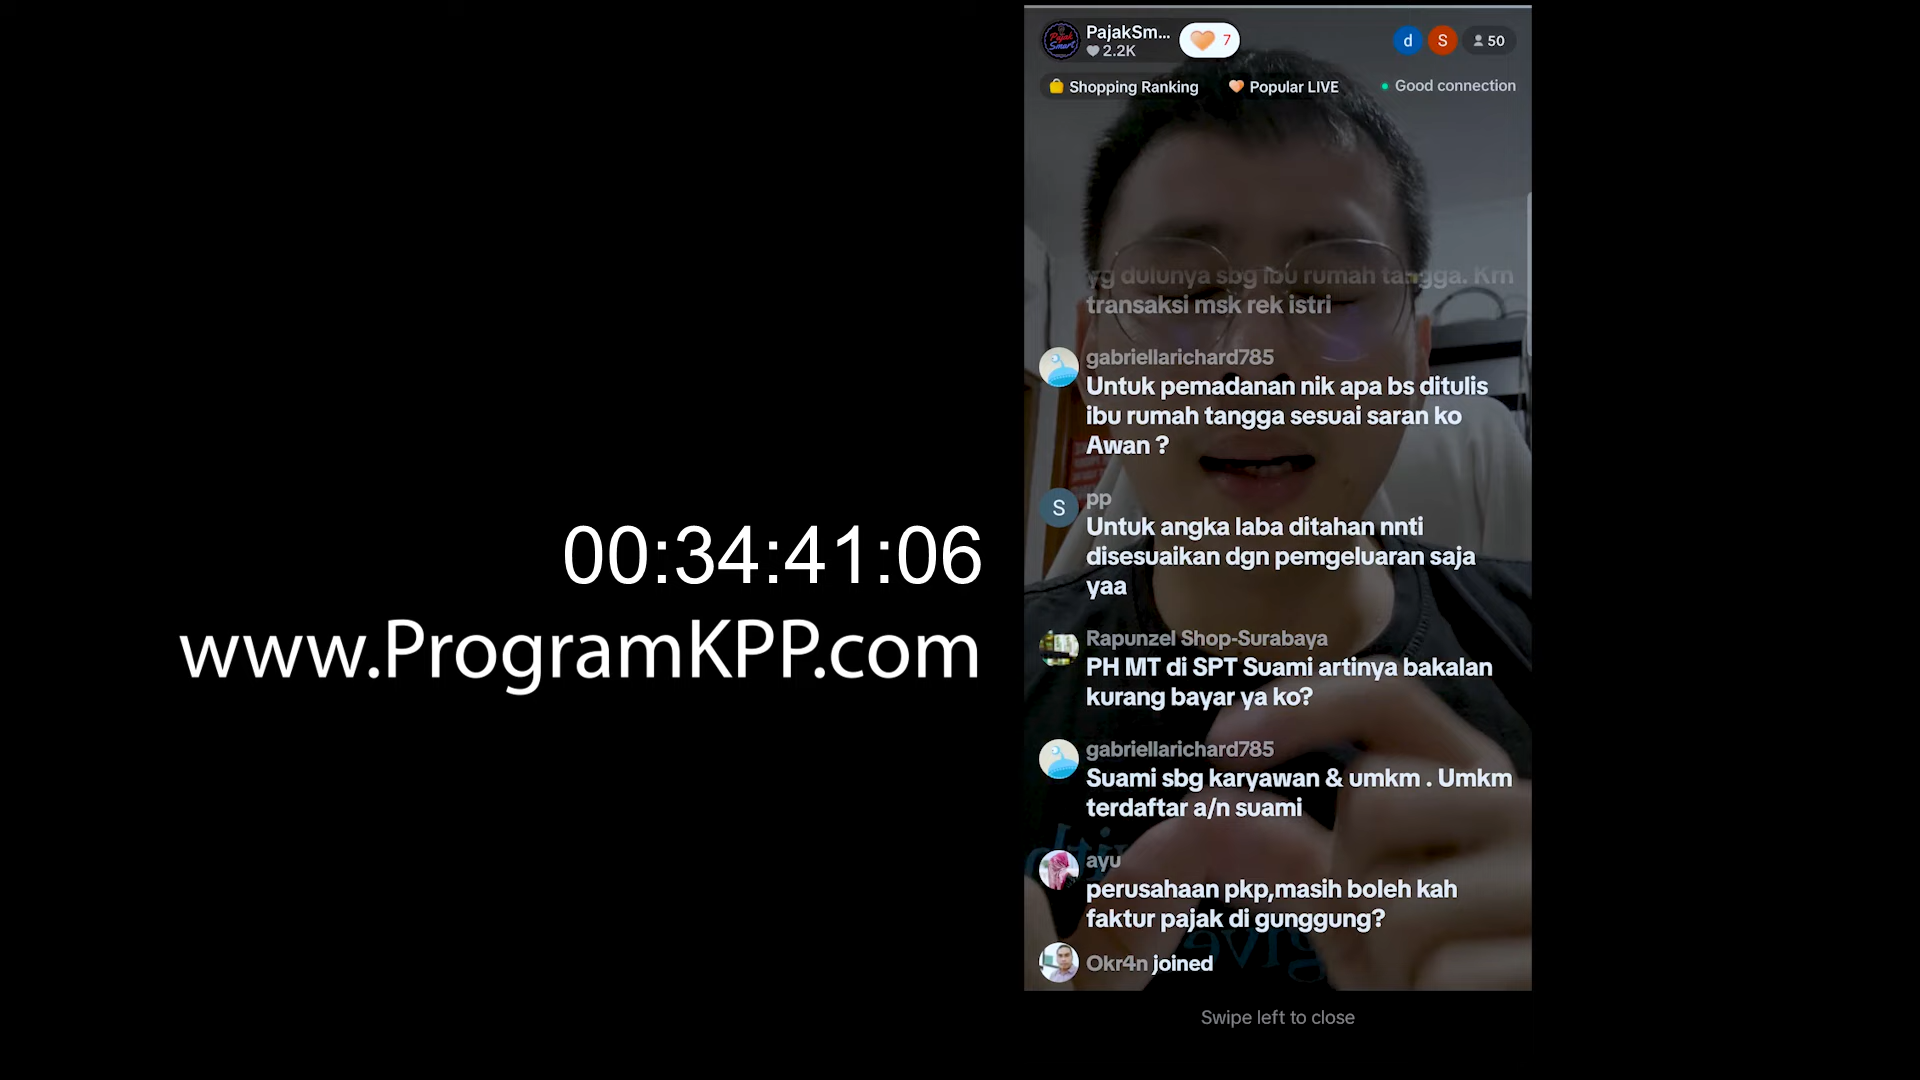 PajakSm...
2.2K
7
d
S
50
Shopping Ranking
Popular LIVE
Good connection
yg dulunya sbg ibu rumah tangga. Krn
transaksi msk rek istri
gabriellarichard785
Untuk pemadanan nik apa bs ditulis
ibu rumah tangga sesuai saran ko
Awan ?
S
pp
Untuk angka laba ditahan nnti
disesuaikan dgn pemgeluaran saja
yaa
Rapunzel Shop-Surabaya
PH MT di SPT Suami artinya bakalan
kurang bayar ya ko?
gabriellarichard785
Suami sbg karyawan & umkm . Umkm
terdaftar a/n suami
ayu
perusahaan pkp,masih boleh kah
faktur pajak di gunggung?
Okr4n joined
Swipe left to close
00:34:41:06
www.ProgramKPP.com